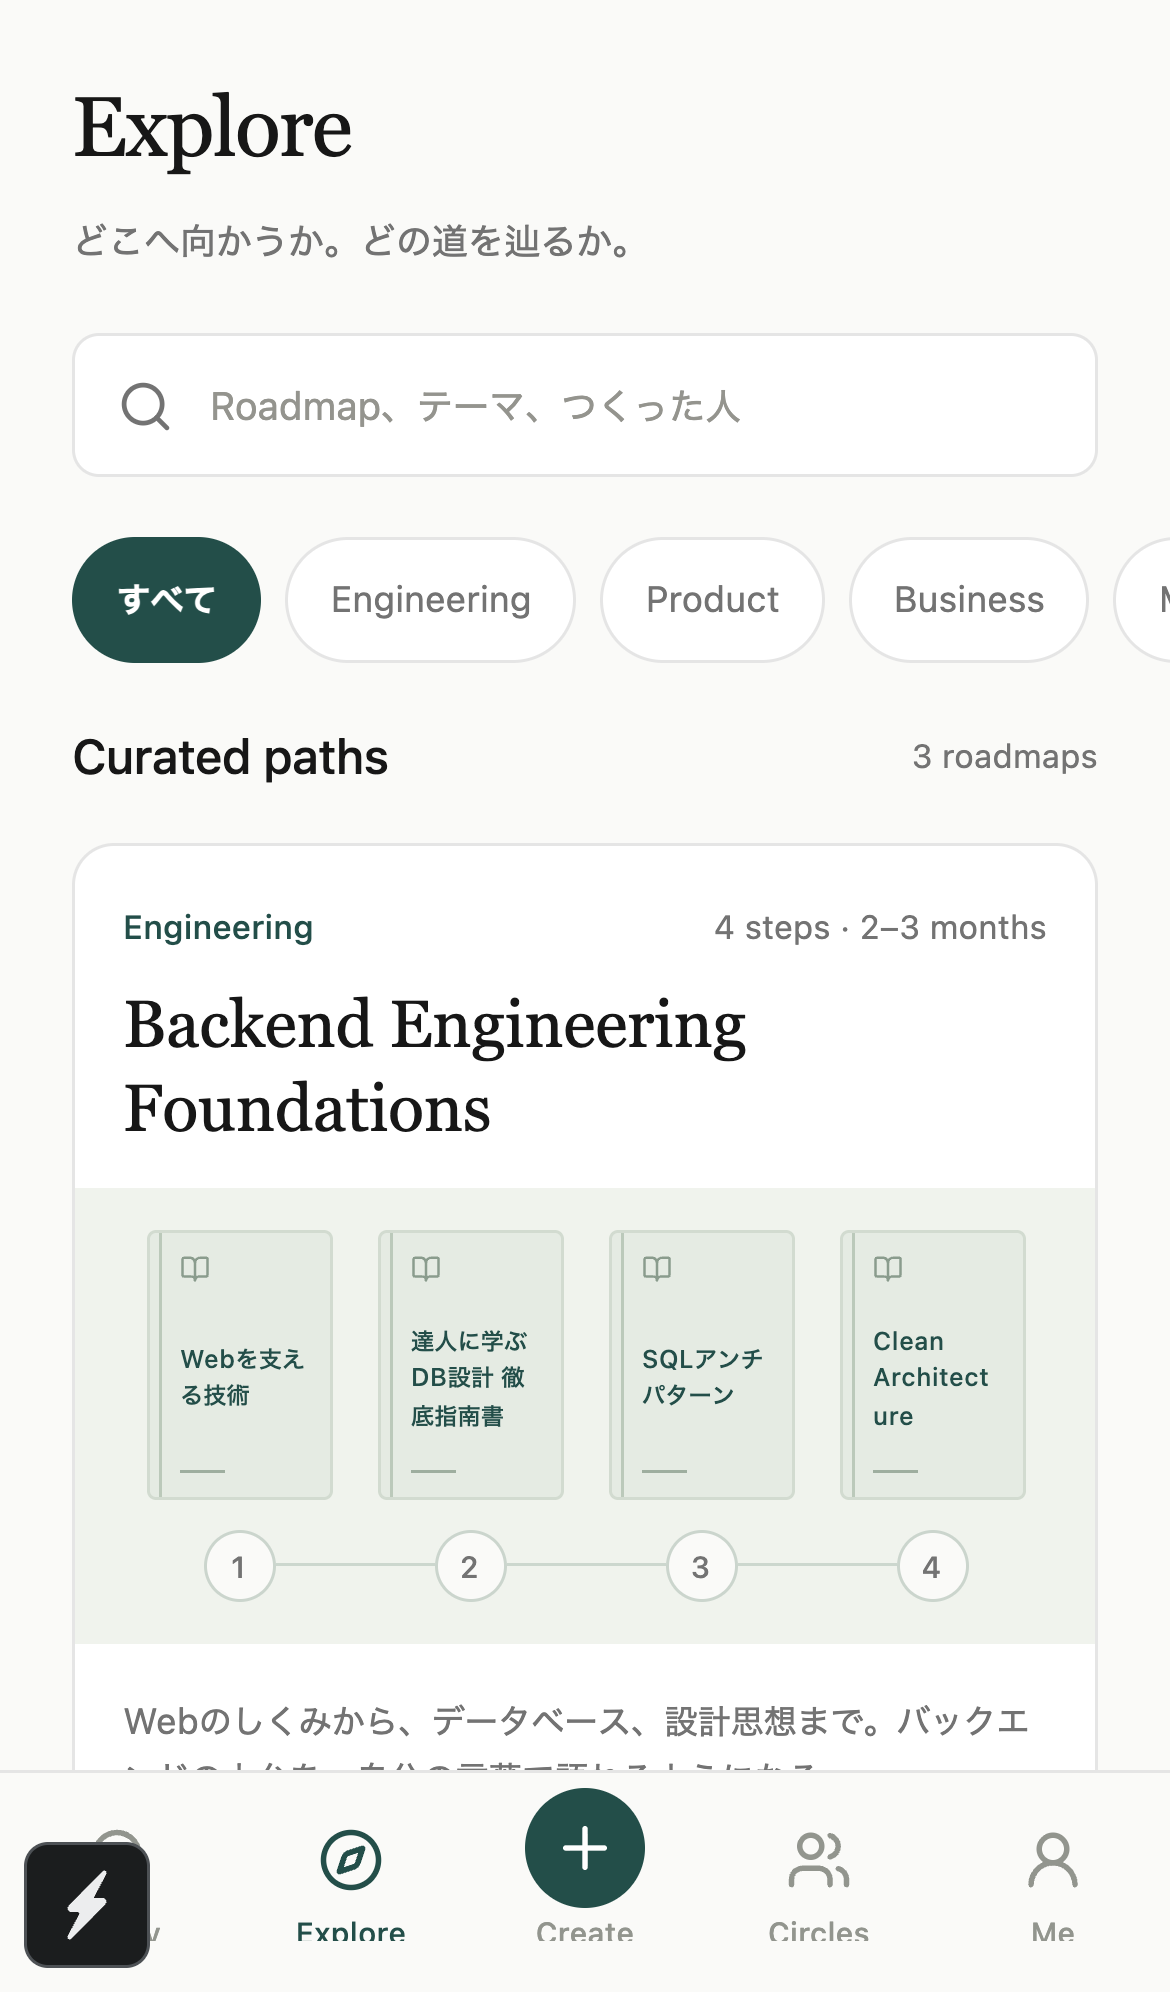 Explore
どこへ向かうか。どの道を辿るか。
Roadmap、テーマ、つくった人
すべて
Engineering
Product
Business
Curated paths
3 roadmaps
Engineering
4 steps · 2–3 months
Backend Engineering
Foundations
Webを支え
る技術
達人に学ぶ
DB設計 徹
底指南書
SQLアンチ
パターン
Clean
Architect
ure
1
2
3
4
Webのしくみから、データベース、設計思想まで。バックエ
Explore
Create
Circles
Me